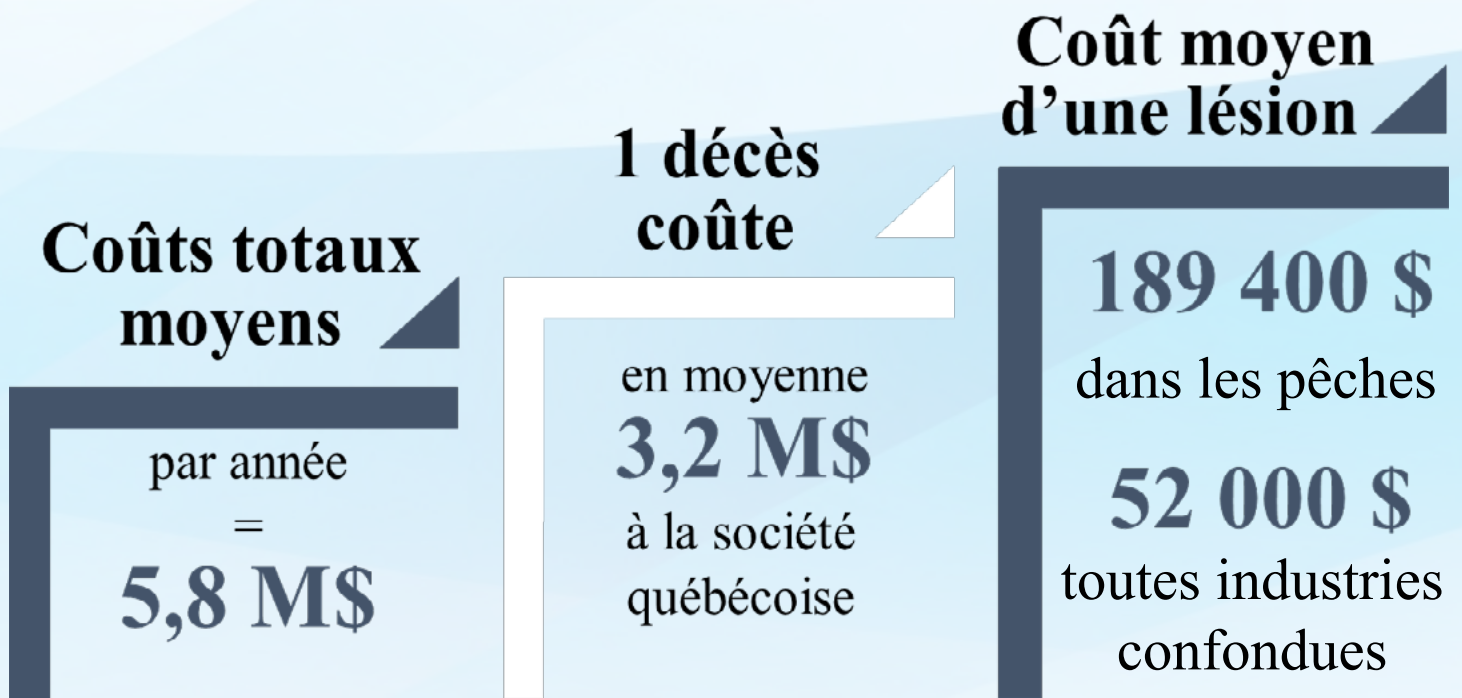 Coûts totaux
moyens
par année
=
5,8 M$
1 décès
coûte
en moyenne
3,2 M$
à la société
québécoise
Coût moyen
d’une lésion
189 400 $
dans les pêches
52 000 $
toutes industries
confondues